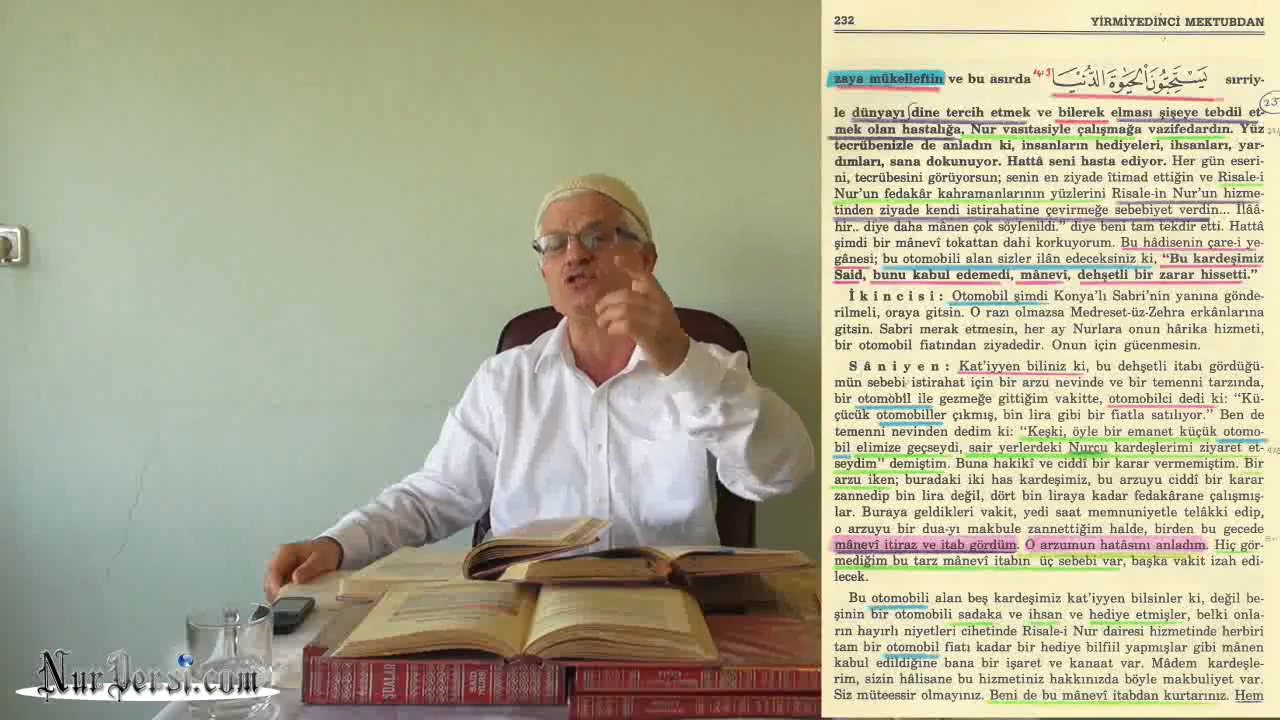 232 YİRMİYEDİNCİ MEKTUBDAN
zaya mükelleftin ve bu asırda يَسْتَحِبُّونَ الْحَيٰوةَ الدُّنْيَا sırriy-
le dünyayı dine tercih etmek ve bilerek elması şişeye tebdil et-
mek olan hastalığa, Nur vasıtasiyle çalışmağa vazifedardın. Yüz
tecrübenizle de anladın ki, insanların hediyeleri, ihsanları, yar-
dımları, sana dokunuyor. Hattâ seni hasta ediyor. Her gün eseri-
ni, tecrübesini görüyorsun; senin en ziyade îtimad ettiğin ve Risale-i
Nur'un fedakâr kahramanlarının yüzlerini Risale-in Nur'un hizme-
tinden ziyade kendi istirahatine çevirmeğe sebebiyet verdin... İlââ-
hir.. diye daha mânen çok söylenildi." diye beni tam tekdir etti. Hattâ
şimdi bir mânevî tokattan dahi korkuyorum. Bu hâdisenin çare-i ye-
gânesi; bu otomobili alan sizler ilân edeceksiniz ki, "Bu kardeşimiz
Said, bunu kabul edemedi, mânevî, dehşetli bir zarar hissetti."
İkincisi: Otomobil şimdi Konya'lı Sabri'nin yanına gönde-
rilmeli, oraya gitsin. O razı olmazsa Medreset-üz-Zehra erkânlarına
gitsin. Sabri merak etmesin, her ay Nurlara onun hârika hizmeti,
bir otomobil fiatından ziyadedir. Onun için gücenmesin.
Sâniyen: Kat'iyyen biliniz ki, bu dehşetli itabı gördüğü-
mün sebebi istirahat için bir arzu nevinde ve bir temenni tarzında,
bir otomobil ile gezmeğe gittiğim vakitte, otomobilci dedi ki: "Kü-
çücük otomobiller çıkmış, bin lira gibi bir fiatla satılıyor." Ben de
temenni nevinden dedim ki: "Keşki, öyle bir emanet küçük otomo-
bil elimize geçseydi, sair yerlerdeki Nurcu kardeşlerimi ziyaret et-
seydim" demiştim. Buna hakikî ve ciddî bir karar vermemiştim. Bir
arzu iken; buradaki iki has kardeşimiz, bu arzuyu ciddî bir karar
zannedip bin lira değil, dört bin liraya kadar fedakârane çalışmış-
lar. Buraya geldikleri vakit, yedi saat memnuniyetle telâkki edip,
o arzuyu bir dua-yı makbule zannettiğim halde, birden bu gecede
mânevî itiraz ve itab gördüm. O arzumun hatâsını anladım. Hiç gör-
mediğim bu tarz mânevî itabın üç sebebi var, başka vakit izah edi-
lecek.
Bu otomobili alan beş kardeşimiz kat'iyyen bilsinler ki, değil be-
şinin bir otomobili sadaka ve ihsan ve hediye etmişler, belki onla-
rın hayırlı niyetleri cihetinde Risale-i Nur dairesi hizmetinde herbiri
tam bir otomobil fiatı kadar bir hediye bilfiil yapmışlar gibi mânen
kabul edildiğine bana bir işaret ve kanaat var. Mâdem kardeşle-
rim, sizin hâlisane bu hizmetiniz hakkınızda böyle makbuliyet var.
Siz müteessir olmayınız. Beni de bu mânevî itabdan kurtarınız. Hem
ŞUALAR
SAİD NURSİ
NurDersi.com